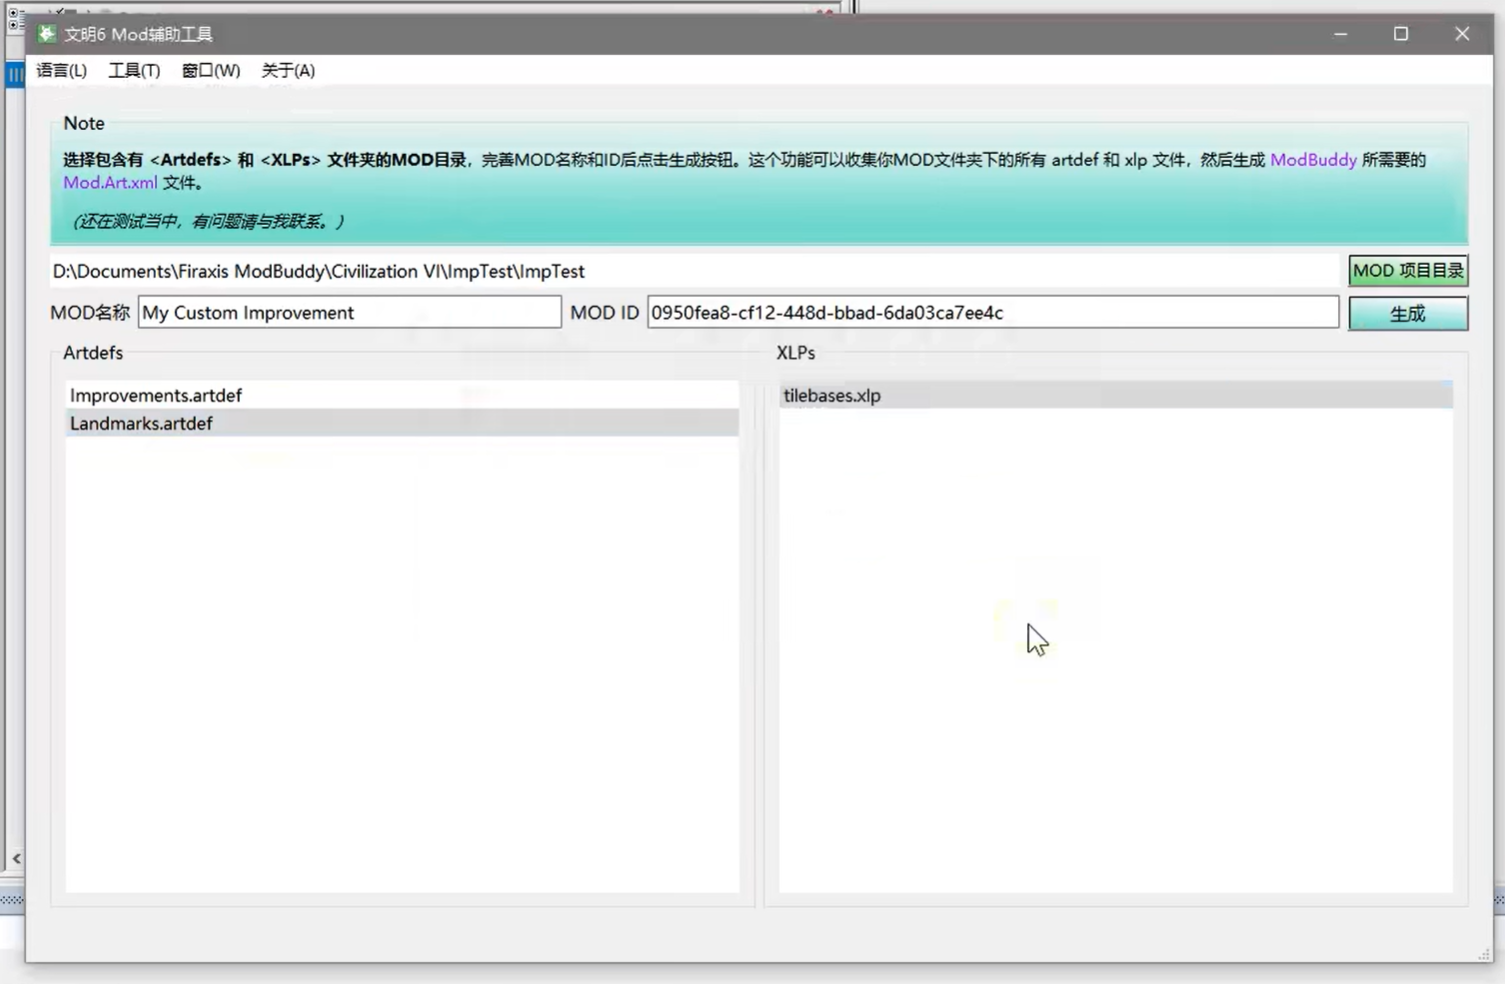 文明6 Mod辅助工具
语言(L) 工具(T) 窗口(W) 关于(A)
Note
选择包含有 <Artdefs> 和 <XLPs> 文件夹的MOD目录，完善MOD名称和ID后点击生成按钮。这个功能可以收集你MOD文件夹下的所有 artdef 和 xlp 文件，然后生成 ModBuddy 所需要的
Mod.Art.xml 文件。
（还在测试当中，有问题请与我联系。）
D:\Documents\Firaxis ModBuddy\Civilization VI\ImpTest\ImpTest MOD 项目目录
MOD名称 My Custom Improvement MOD ID 0950fea8-cf12-448d-bbad-6da03ca7ee4c 生成
Artdefs XLPs
Improvements.artdef tilebases.xlp
Landmarks.artdef